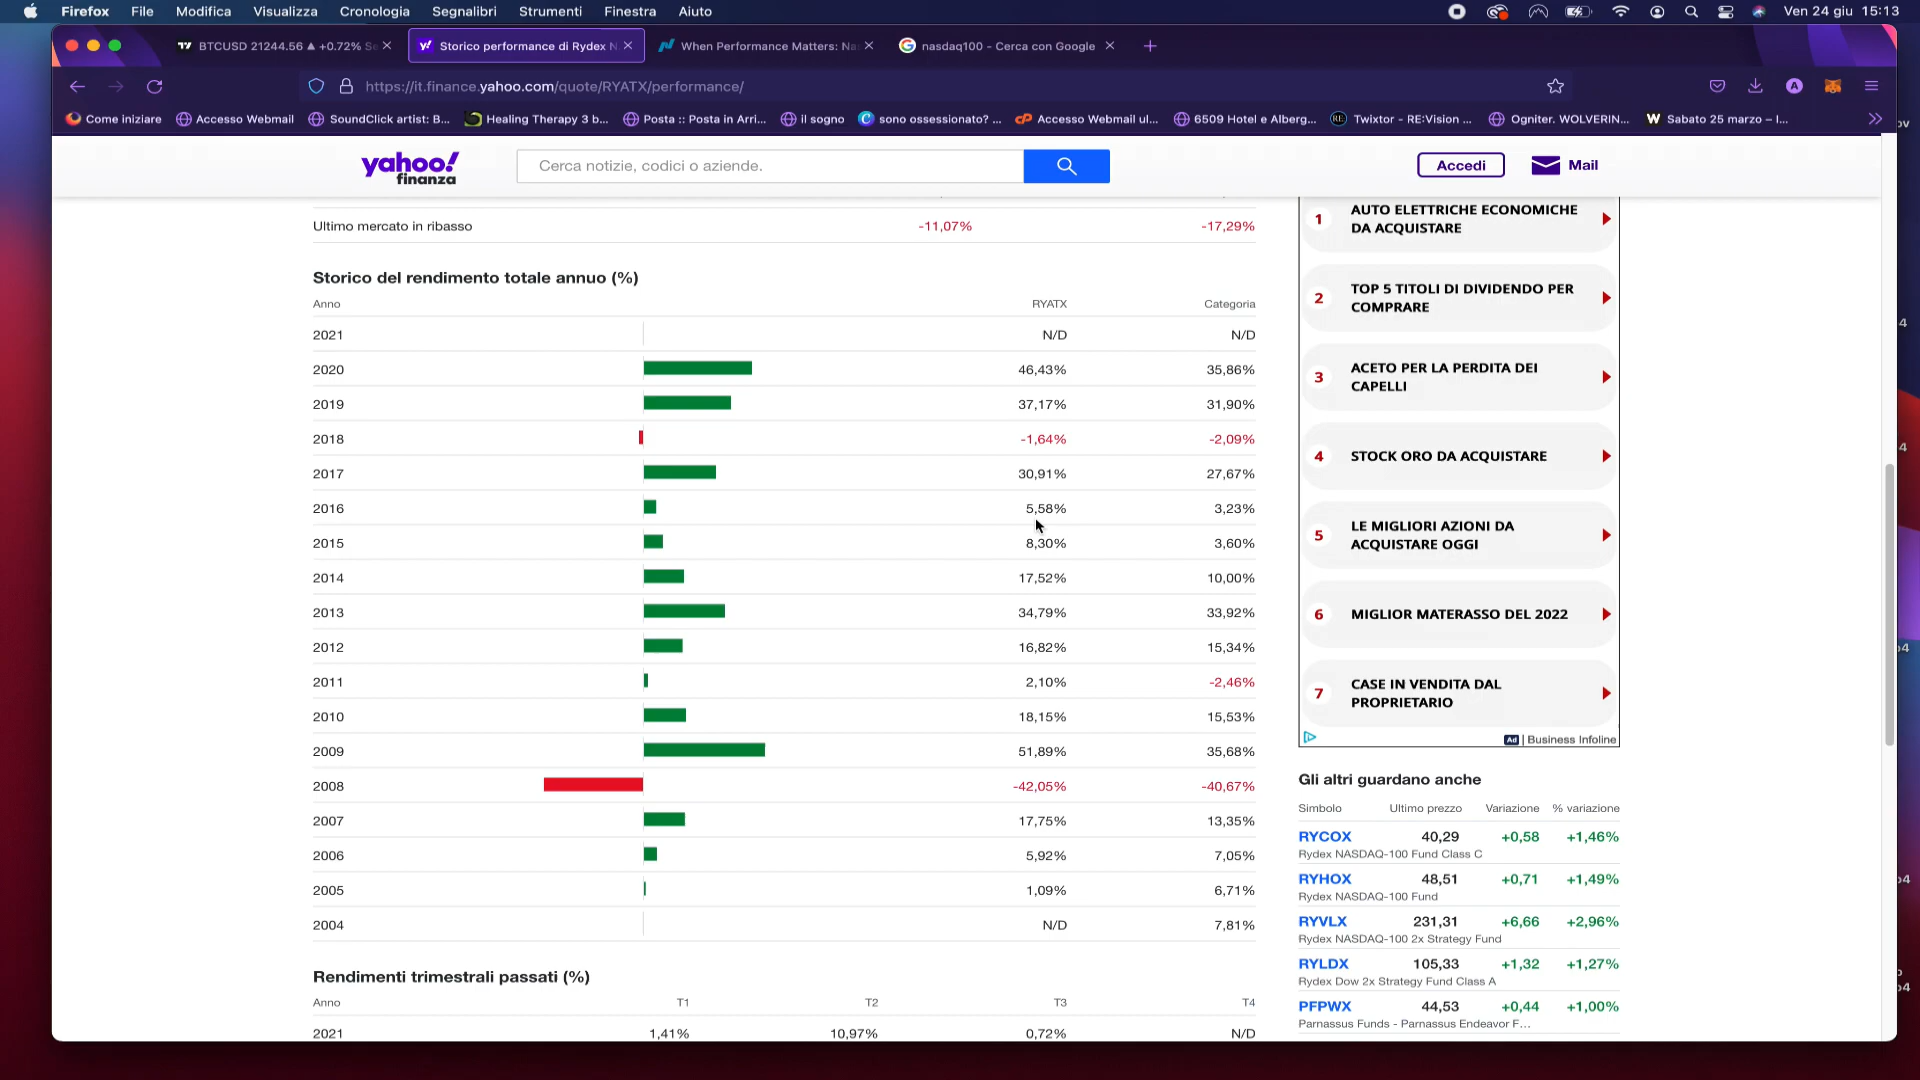 Firefox File Modifica Visualizza Cronologia Segnalibri Strumenti Finestra Aiuto Ven 24 giu 15:13
BTCUSD 21244.56 ▲ +0.72% Se Storico performance di Rydex N When Performance Matters: Na nasdaq100 - Cerca con Google
https://it.finance.yahoo.com/quote/RYATX/performance/
Come iniziare Accesso Webmail SoundClick artist: B... Healing Therapy 3 b... Posta :: Posta in Arri... il sogno sono ossessionato? ... Accesso Webmail ul... 6509 Hotel e Alberg... Twixtor - RE:Vision ... Ogniter. WOLVERIN... Sabato 25 marzo – I...
yahoo!
finanza
Cerca notizie, codici o aziende.
Accedi Mail
Ultimo mercato in ribasso -11,07% -17,29%
Storico del rendimento totale annuo (%)
Anno RYATX Categoria
2021 N/D N/D
2020 46,43% 35,86%
2019 37,17% 31,90%
2018 -1,64% -2,09%
2017 30,91% 27,67%
2016 5,58% 3,23%
2015 8,30% 3,60%
2014 17,52% 10,00%
2013 34,79% 33,92%
2012 16,82% 15,34%
2011 2,10% -2,46%
2010 18,15% 15,53%
2009 51,89% 35,68%
2008 -42,05% -40,67%
2007 17,75% 13,35%
2006 5,92% 7,05%
2005 1,09% 6,71%
2004 N/D 7,81%
Rendimenti trimestrali passati (%)
Anno T1 T2 T3 T4
2021 1,41% 10,97% 0,72% N/D
1 AUTO ELETTRICHE ECONOMICHE
DA ACQUISTARE
2 TOP 5 TITOLI DI DIVIDENDO PER
COMPRARE
3 ACETO PER LA PERDITA DEI
CAPELLI
4 STOCK ORO DA ACQUISTARE
5 LE MIGLIORI AZIONI DA
ACQUISTARE OGGI
6 MIGLIOR MATERASSO DEL 2022
7 CASE IN VENDITA DAL
PROPRIETARIO
Ad | Business Infoline
Gli altri guardano anche
Simbolo Ultimo prezzo Variazione % variazione
RYCOX 40,29 +0,58 +1,46%
Rydex NASDAQ-100 Fund Class C
RYHOX 48,51 +0,71 +1,49%
Rydex NASDAQ-100 Fund
RYVLX 231,31 +6,66 +2,96%
Rydex NASDAQ-100 2x Strategy Fund
RYLDX 105,33 +1,32 +1,27%
Rydex Dow 2x Strategy Fund Class A
PFPWX 44,53 +0,44 +1,00%
Parnassus Funds - Parnassus Endeavor F...